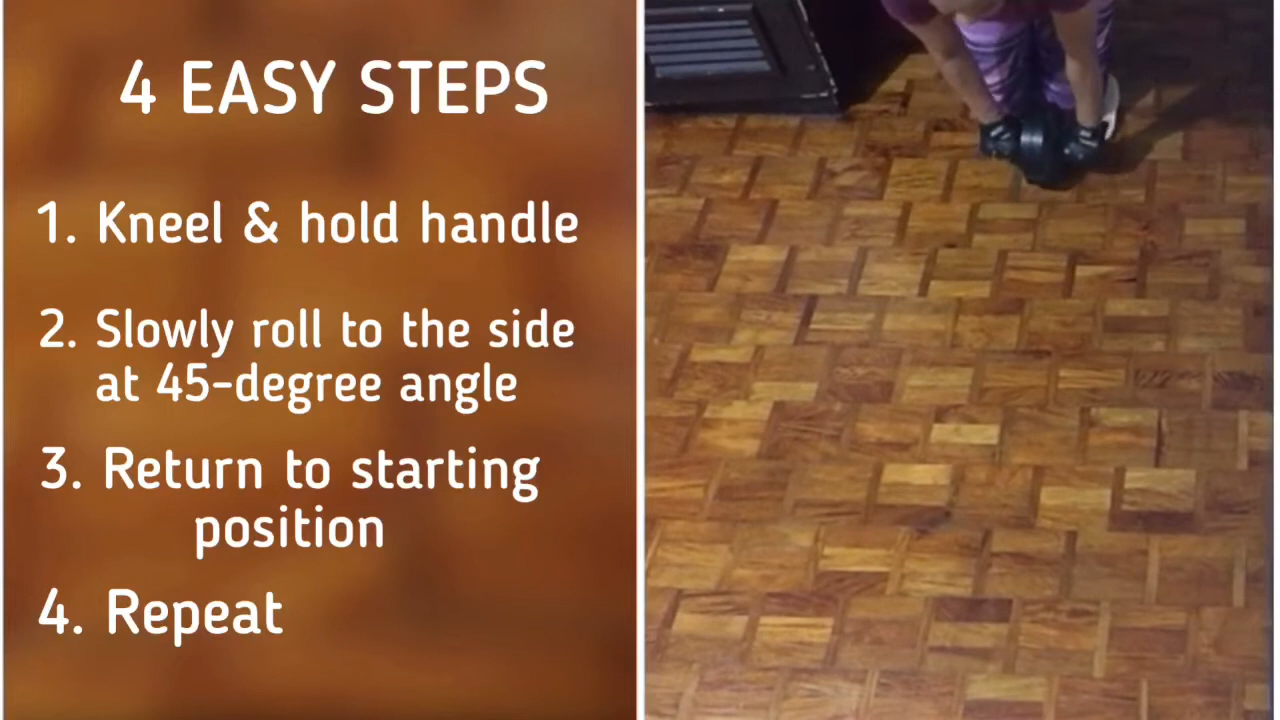 4 EASY STEPS
1. Kneel & hold handle
2. Slowly roll to the side
at 45-degree angle
3. Return to starting
position
4. Repeat